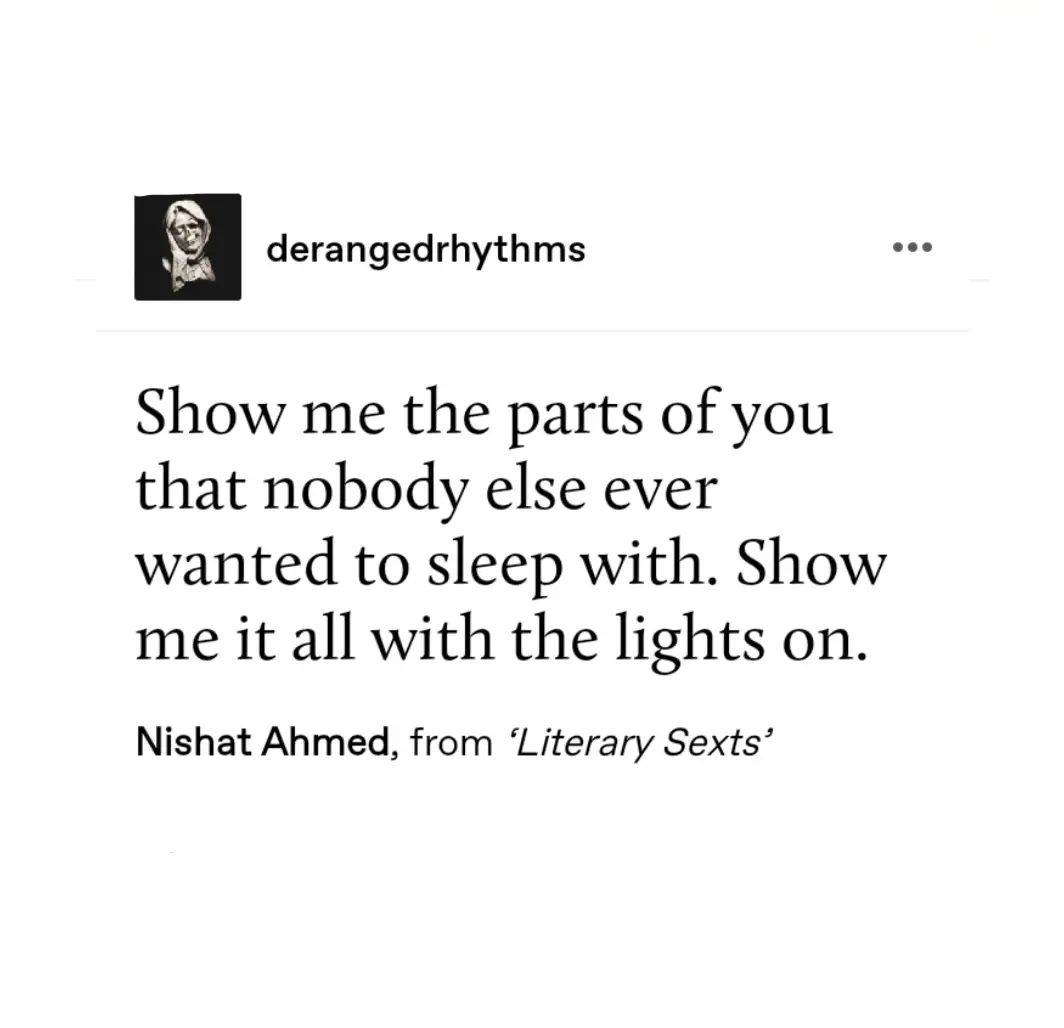 derangedrhythms
Show me the parts of you
that nobody else ever
wanted to sleep with. Show
me it all with the lights on.
Nishat Ahmed, from ‘Literary Sexts’